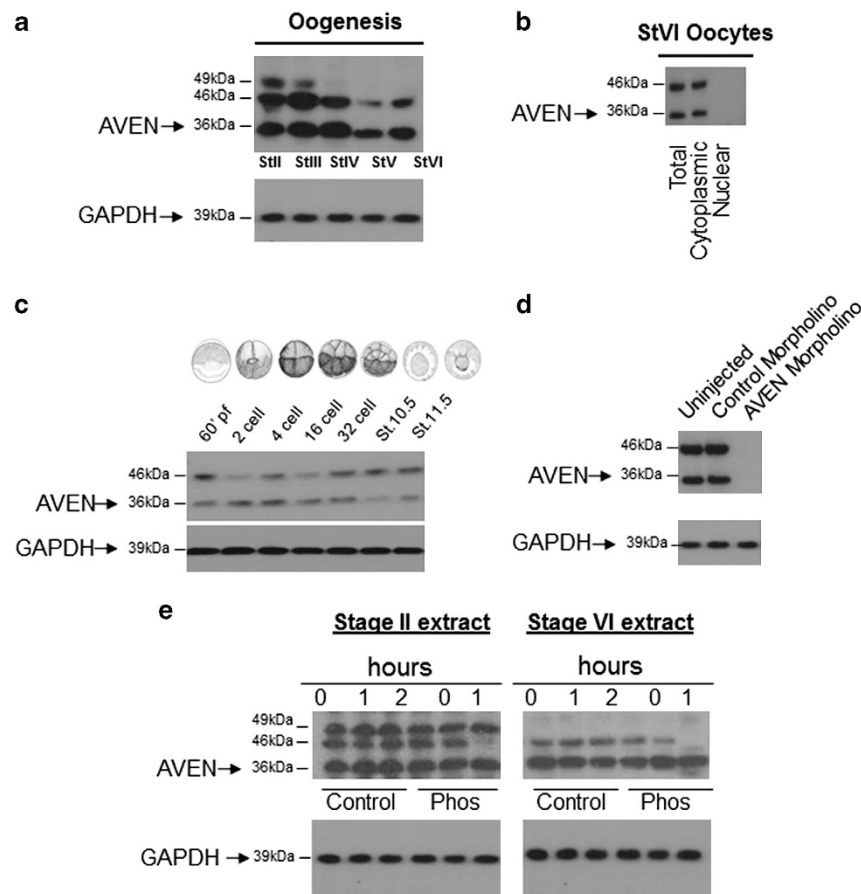 a
Oogenesis
49kDa
46kDa
AVEN
36kDa
StII StIII StIV StV StVI
GAPDH
39kDa
b
StVI Oocytes
46kDa
AVEN
36kDa
Total
Cytoplasmic
Nuclear
c
60' pf
2 cell
4 cell
16 cell
32 cell
St.10.5
St.11.5
46kDa
AVEN
36kDa
GAPDH
39kDa
d
Uninjected
Control Morpholino
AVEN Morpholino
46kDa
AVEN
36kDa
GAPDH
39kDa
e
Stage II extract
Stage VI extract
hours
hours
0 1 2 0 1
0 1 2 0 1
49kDa
46kDa
AVEN
36kDa
Control Phos
Control Phos
GAPDH
39kDa